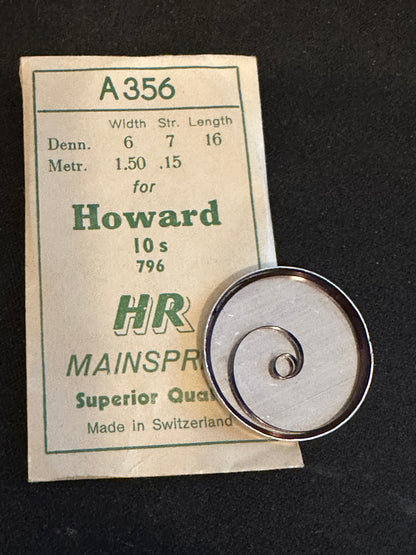 A356
Width Str. Length
Denn. 6 7 16
Metr. 1.50 .15
for
Howard
10 s
796
HR
MAINSPR
Superior Qua
Made in Switzerland